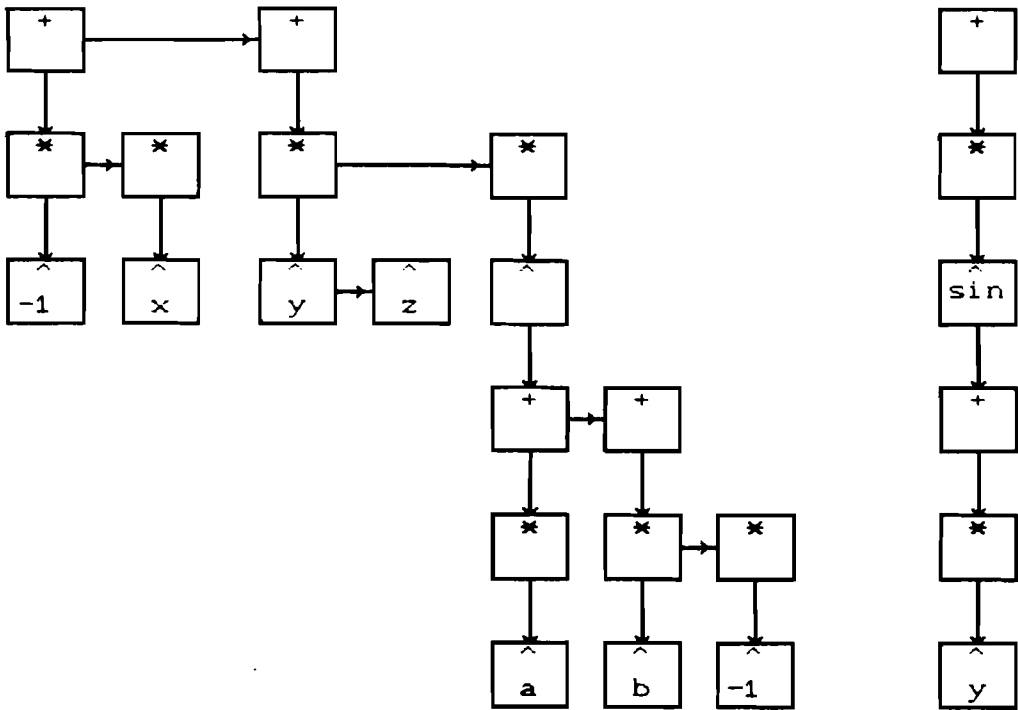 + + +
* * * * *
^ ^ ^ ^ ^ ^
-1 x y z sin
+ + +
* * * *
^ ^ ^ ^
a b -1 y